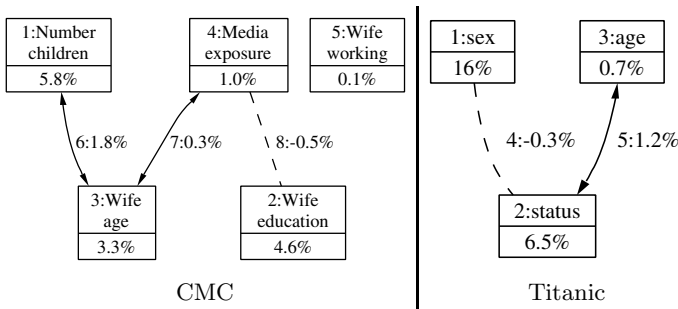 1:Number
children
5.8%
4:Media
exposure
1.0%
5:Wife
working
0.1%
6:1.8%
7:0.3%
8:-0.5%
3:Wife
age
3.3%
2:Wife
education
4.6%
CMC
1:sex
16%
3:age
0.7%
4:-0.3%
5:1.2%
2:status
6.5%
Titanic